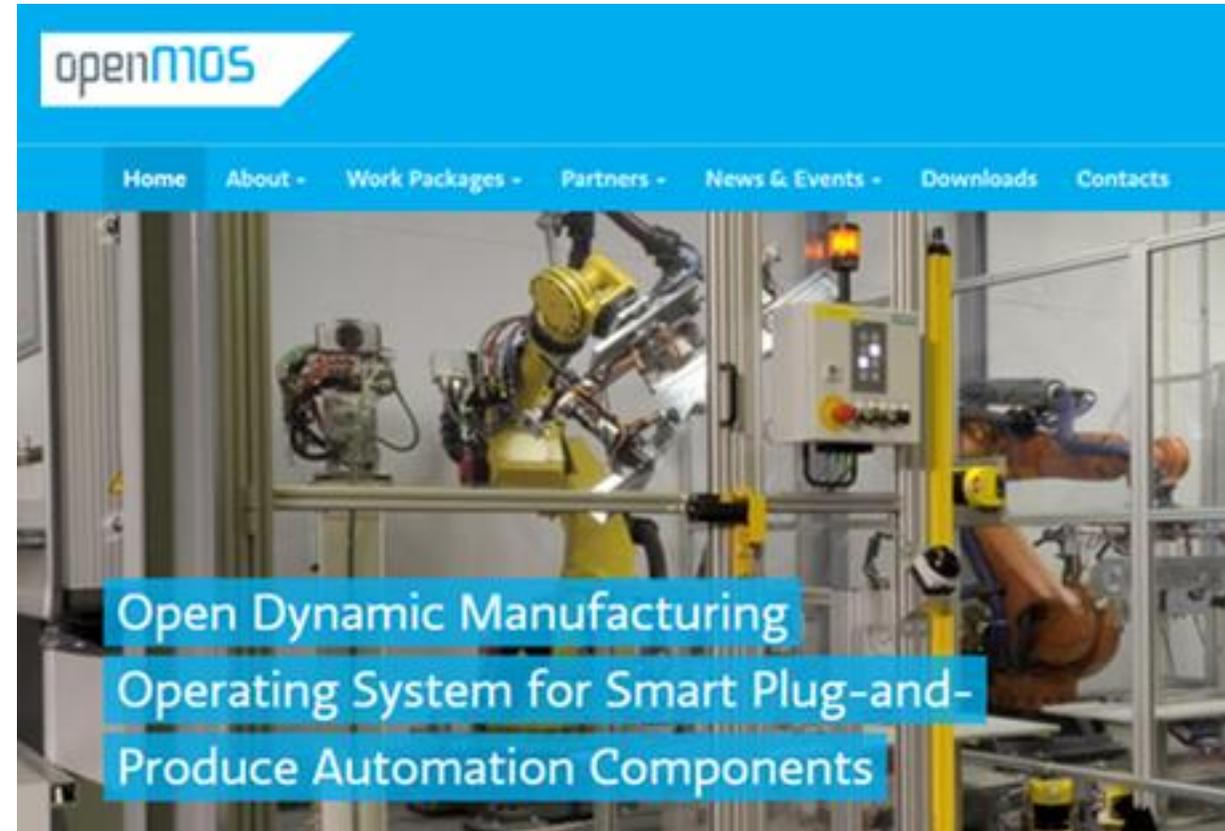 openMOS
Home About Work Packages Partners News & Events Downloads Contacts
Open Dynamic Manufacturing
Operating System for Smart Plug-and-
Produce Automation Components